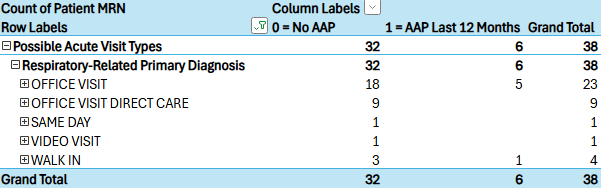 Count of Patient MRN Column Labels
Row Labels 0 = No AAP 1 = AAP Last 12 Months Grand Total
Possible Acute Visit Types 32 6 38
Respiratory-Related Primary Diagnosis 32 6 38
OFFICE VISIT 18 5 23
OFFICE VISIT DIRECT CARE 9 9
SAME DAY 1 1
VIDEO VISIT 1 1
WALK IN 3 1 4
Grand Total 32 6 38